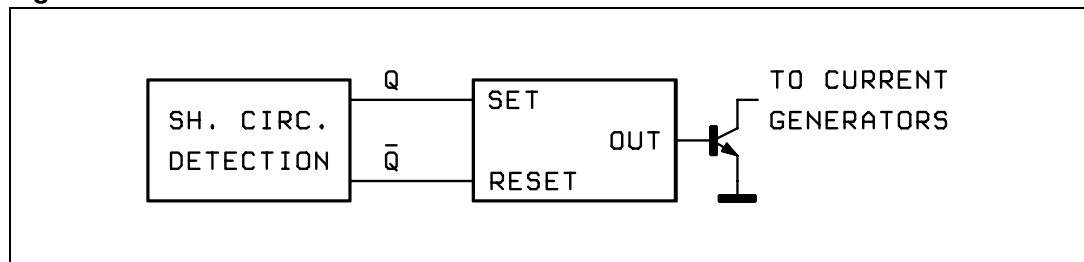 Q
SH. CIRC.
DETECTION
Q̅
SET
OUT
RESET
TO CURRENT
GENERATORS